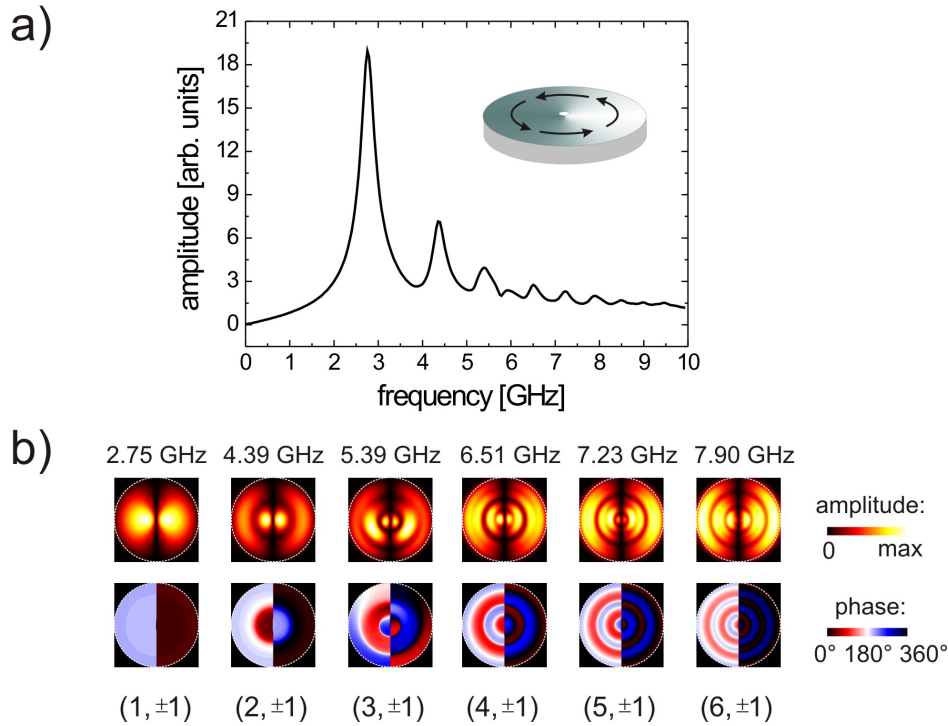 a)
amplitude [arb. units]
21
18
15
12
9
6
3
0
0 1 2 3 4 5 6 7 8 9 10
frequency [GHz]
b)
2.75 GHz 4.39 GHz 5.39 GHz 6.51 GHz 7.23 GHz 7.90 GHz
amplitude:
0 max
phase:
0° 180° 360°
(1, ±1) (2, ±1) (3, ±1) (4, ±1) (5, ±1) (6, ±1)